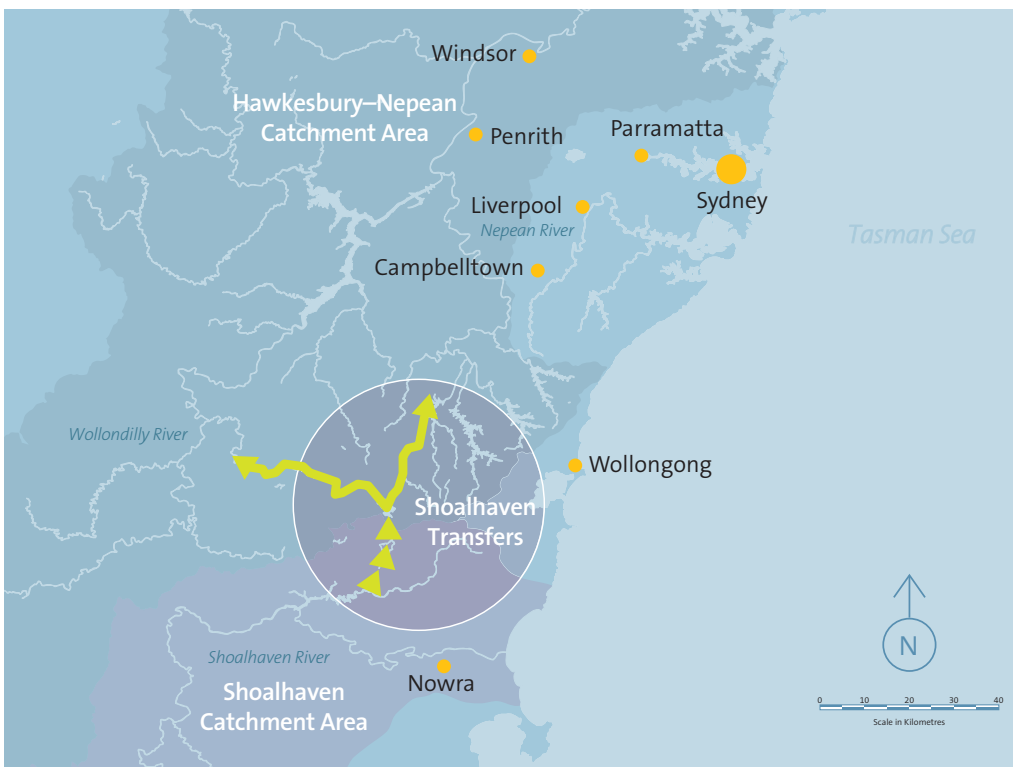 Windsor
Hawkesbury–Nepean
Catchment Area
Penrith
Parramatta
Sydney
Liverpool
Nepean River
Tasman Sea
Campbelltown
Wollondilly River
Wollongong
Shoalhaven
Transfers
N
Shoalhaven River
Nowra
Shoalhaven
Catchment Area
0 10 20 30 40
Scale in Kilometres